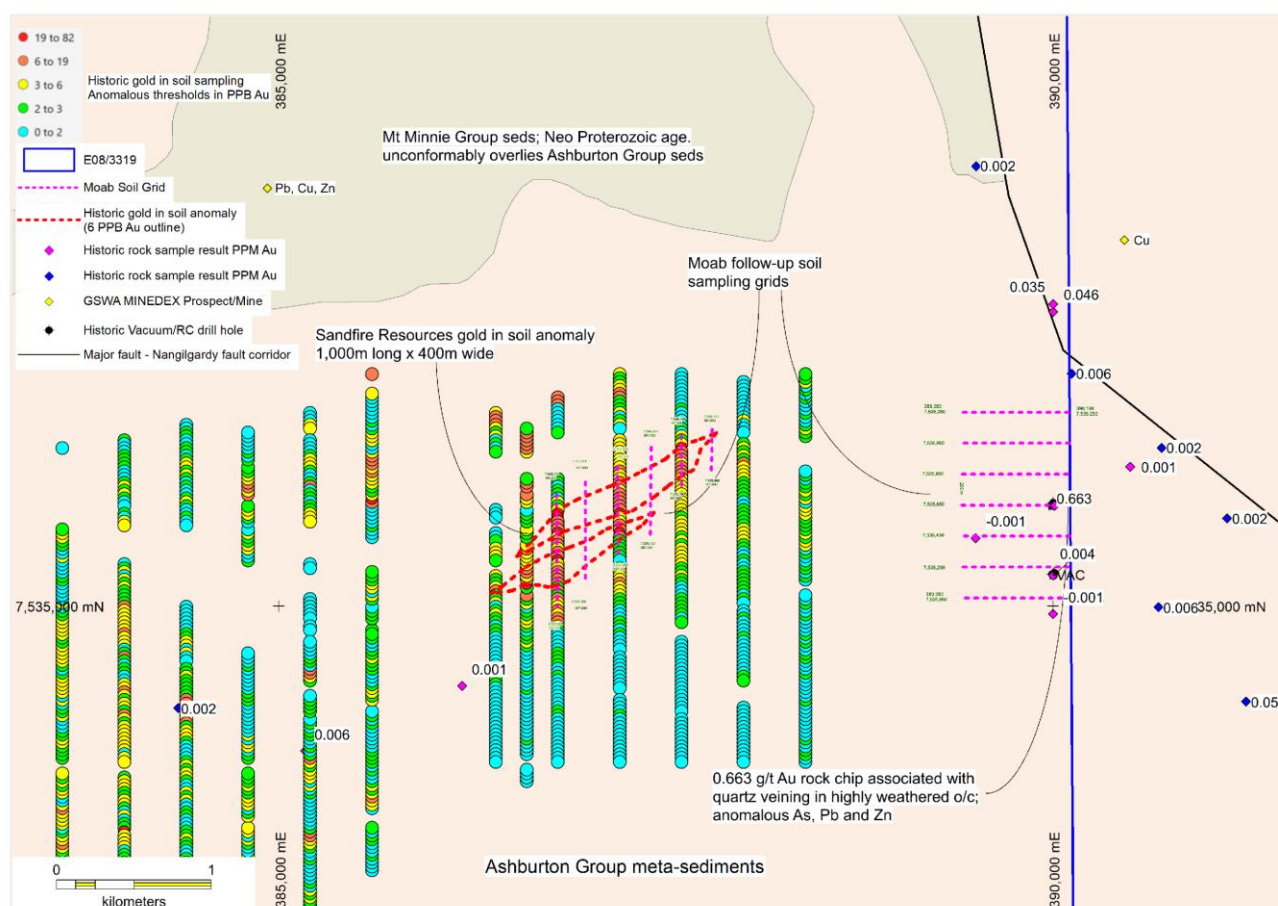 19 to 82
6 to 19
3 to 6
2 to 3
0 to 2
Historic gold in soil sampling
Anomalous thresholds in PPB Au
E08/3319
Moab Soil Grid
Historic gold in soil anomaly
(6 PPB Au outline)
Historic rock sample result PPM Au
Historic rock sample result PPM Au
GSWA MINEDEX Prospect/Mine
Historic Vacuum/RC drill hole
Major fault - Nangilgardy fault corridor
385,000 mE
390,000 mE
Mt Minnie Group seds; Neo Proterozoic age.
unconformably overlies Ashburton Group seds
Pb, Cu, Zn
0.002
Cu
Moab follow-up soil
sampling grids
0.035
0.046
Sandfire Resources gold in soil anomaly
1,000m long x 400m wide
0.006
0.002
0.001
0.663
0.002
-0.001
0.004
VAC
-0.001
7,535,000 mN
0.006
35,000 mN
0.001
0.002
0.05
0.006
0.663 g/t Au rock chip associated with
quartz veining in highly weathered o/c;
anomalous As, Pb and Zn
385,000 mE
390,000 mE
Ashburton Group meta-sediments
0
1
kilometers